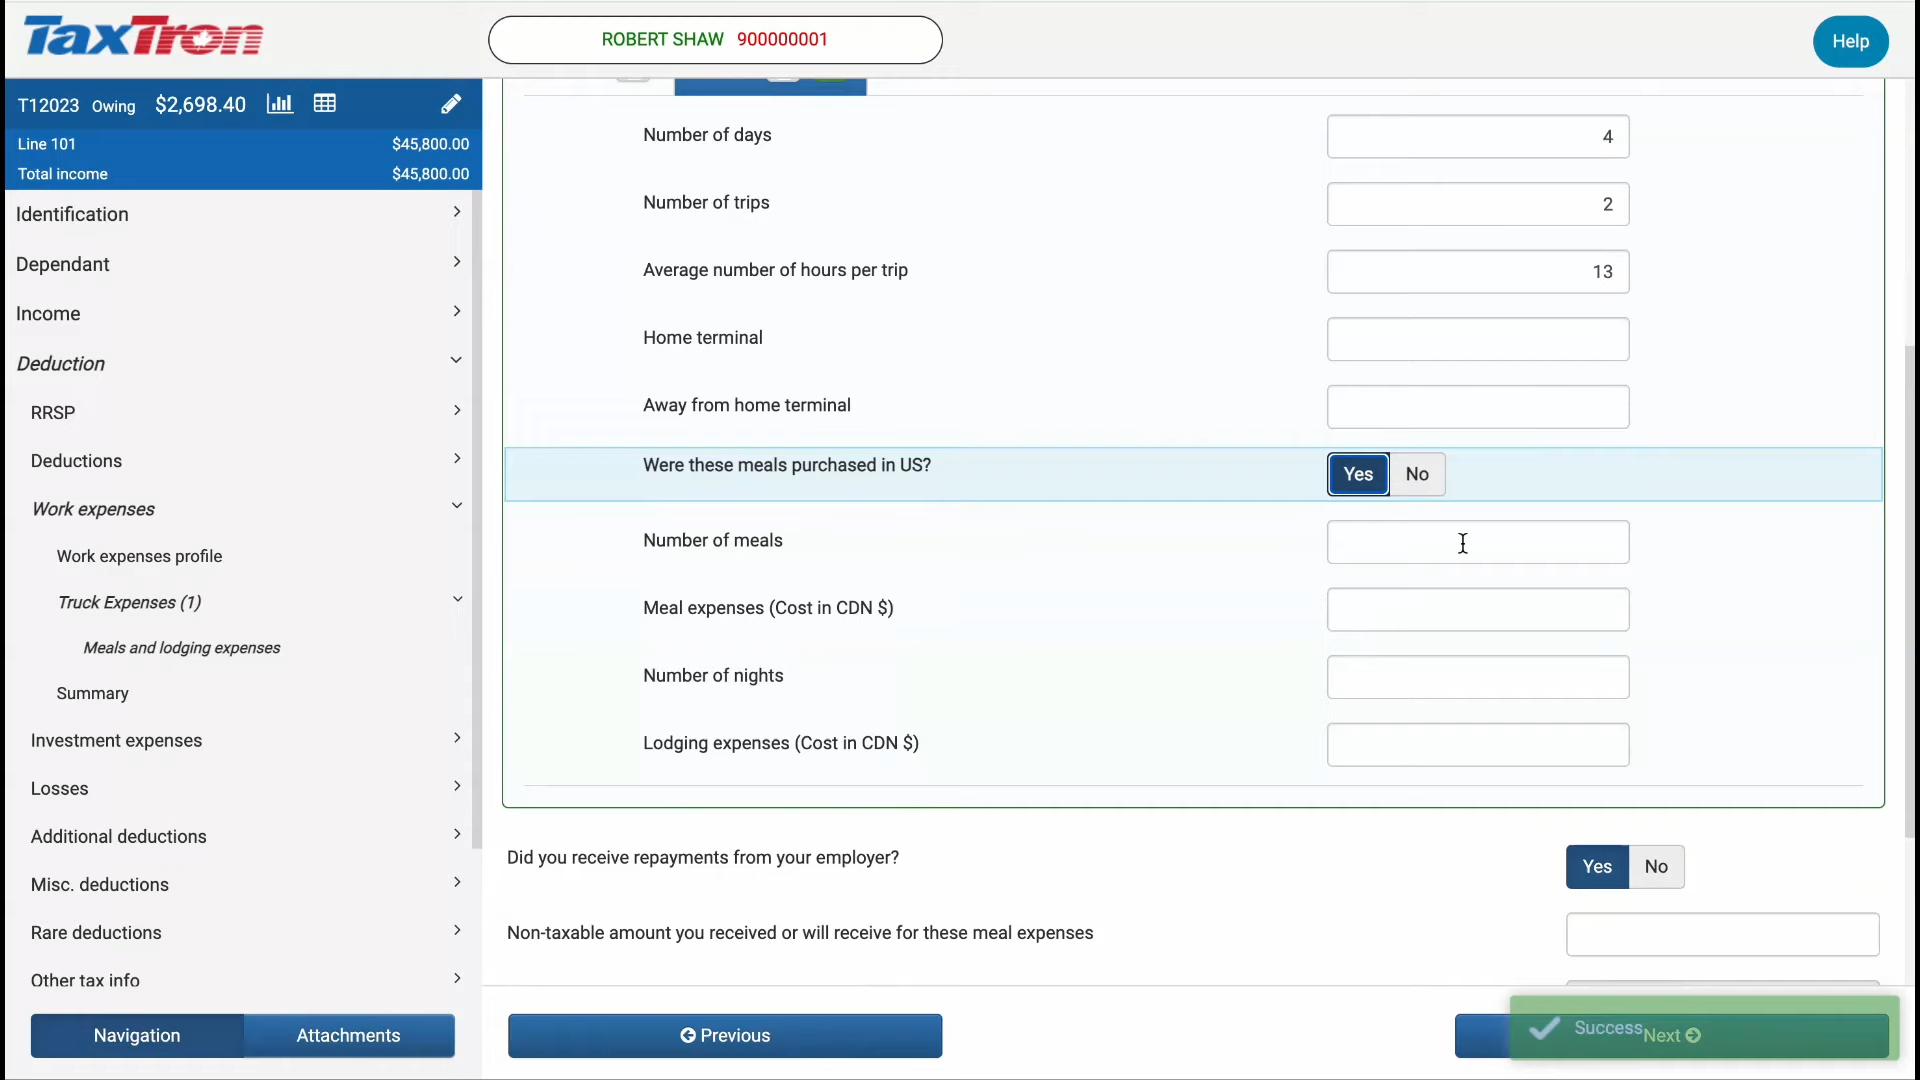 TaxTron
ROBERT SHAW 900000001
Help
T12023 Owing $2,698.40
Line 101 $45,800.00
Total income $45,800.00
Identification
Dependant
Income
Deduction
RRSP
Deductions
Work expenses
Work expenses profile
Truck Expenses (1)
Meals and lodging expenses
Summary
Investment expenses
Losses
Additional deductions
Misc. deductions
Rare deductions
Other tax info
Navigation Attachments
Number of days 4
Number of trips 2
Average number of hours per trip 13
Home terminal
Away from home terminal
Were these meals purchased in US? Yes No
Number of meals
Meal expenses (Cost in CDN $)
Number of nights
Lodging expenses (Cost in CDN $)
Did you receive repayments from your employer? Yes No
Non-taxable amount you received or will receive for these meal expenses
Previous
Success
Next